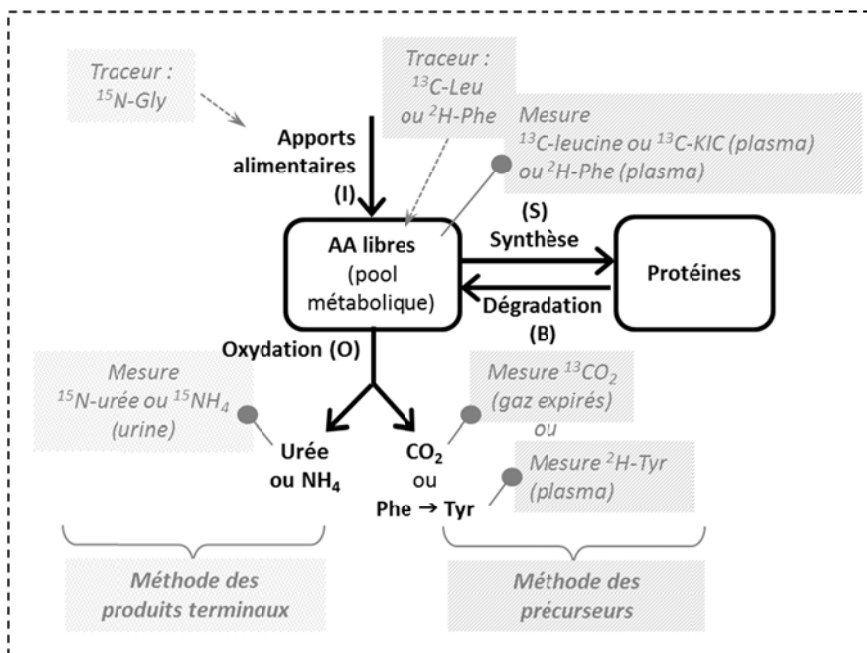 Traceur :
¹⁵N-Gly
Traceur :
¹³C-Leu
ou ²H-Phe
Mesure
¹³C-leucine ou ¹³C-KIC (plasma)
ou ²H-Phe (plasma)
Apports
alimentaires
(I)
(S)
Synthèse
AA libres
(pool
métabolique)
Protéines
Dégradation
(B)
Oxydation (O)
Mesure
¹⁵N-urée ou ¹⁵NH₄
(urine)
Mesure ¹³CO₂
(gaz expirés)
ou
Mesure ²H-Tyr
(plasma)
Urée
ou NH₄
CO₂
ou
Phe → Tyr
Méthode des
produits terminaux
Méthode des
précurseurs